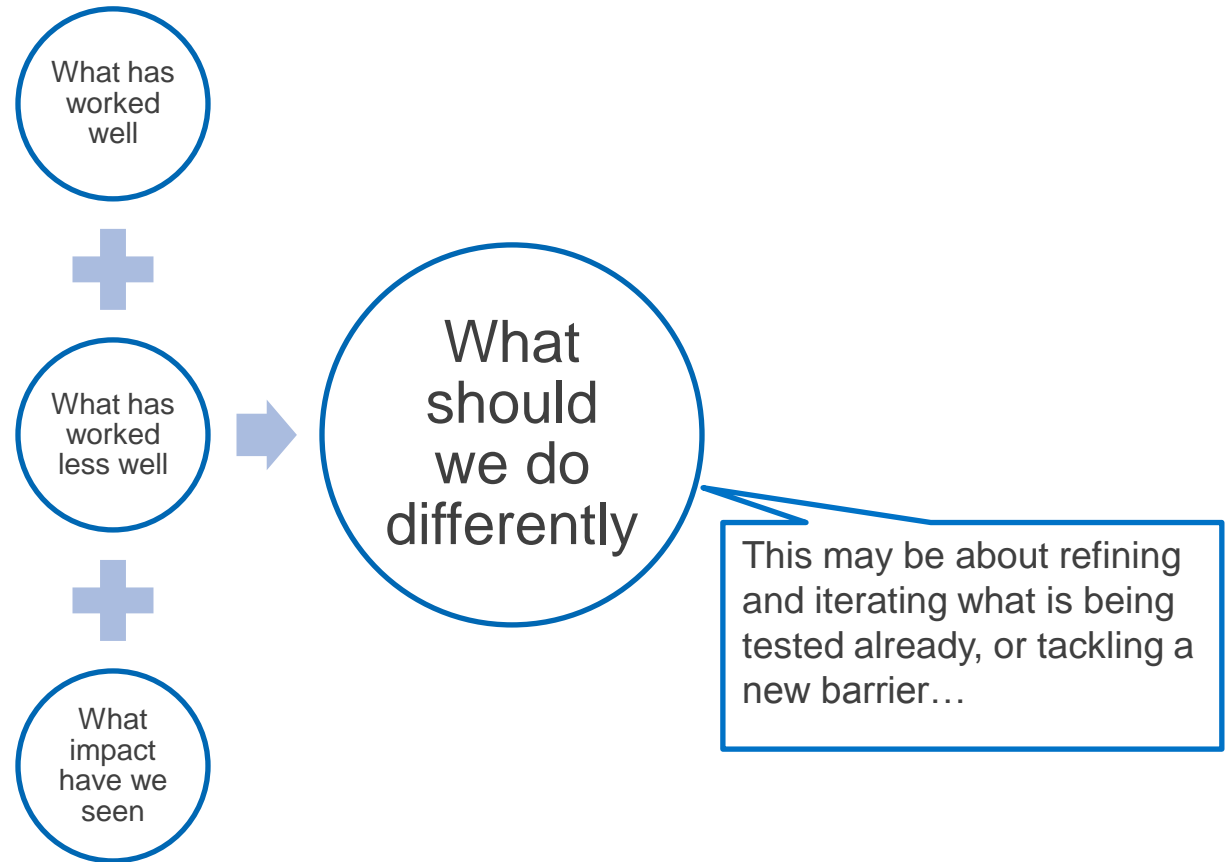 What has
worked
well
What has
worked
less well
What
impact
have we
seen
What
should
we do
differently
This may be about refining
and iterating what is being
tested already, or tackling a
new barrier…